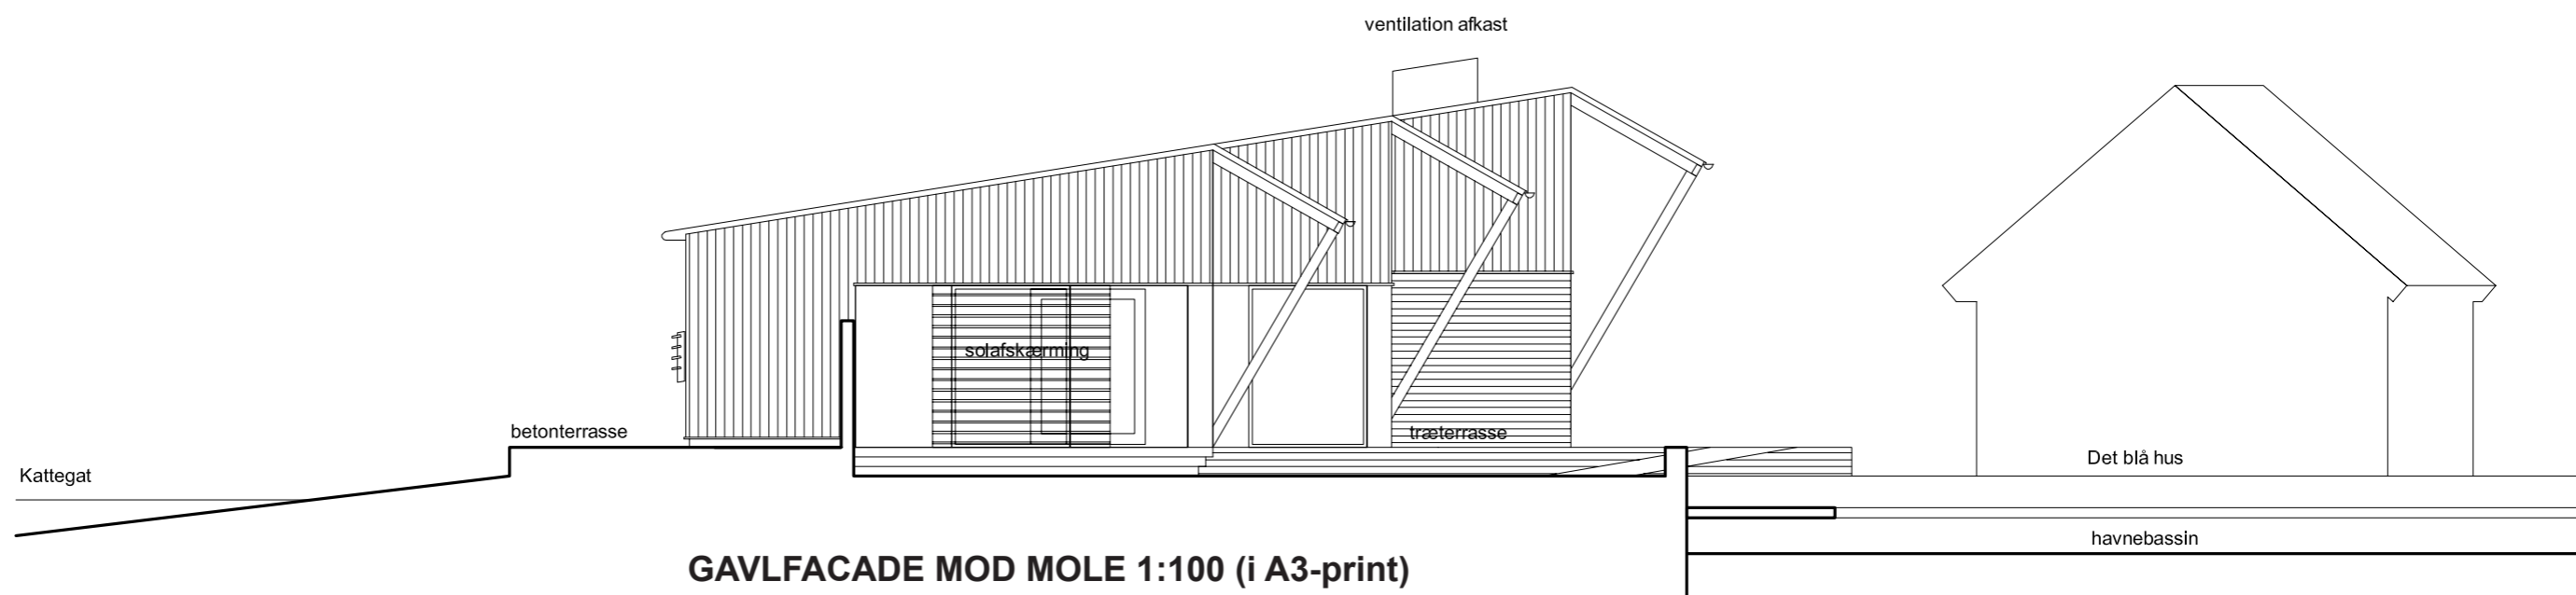 ventilation afkast
solafskærming
betonterrasse
træterrasse
Kattegat
Det blå hus
havnebassin
GAVLFACADE MOD MOLE 1:100 (i A3-print)